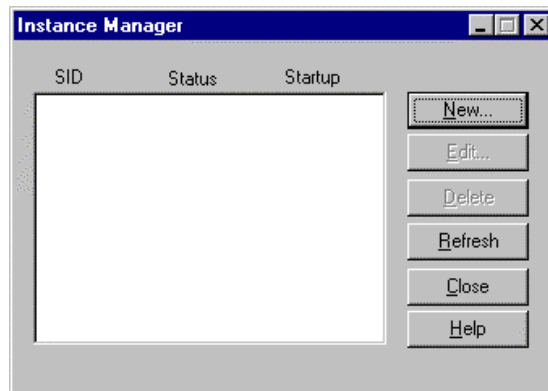 Instance Manager
SID Status Startup
New...
Edit...
Delete
Refresh
Close
Help